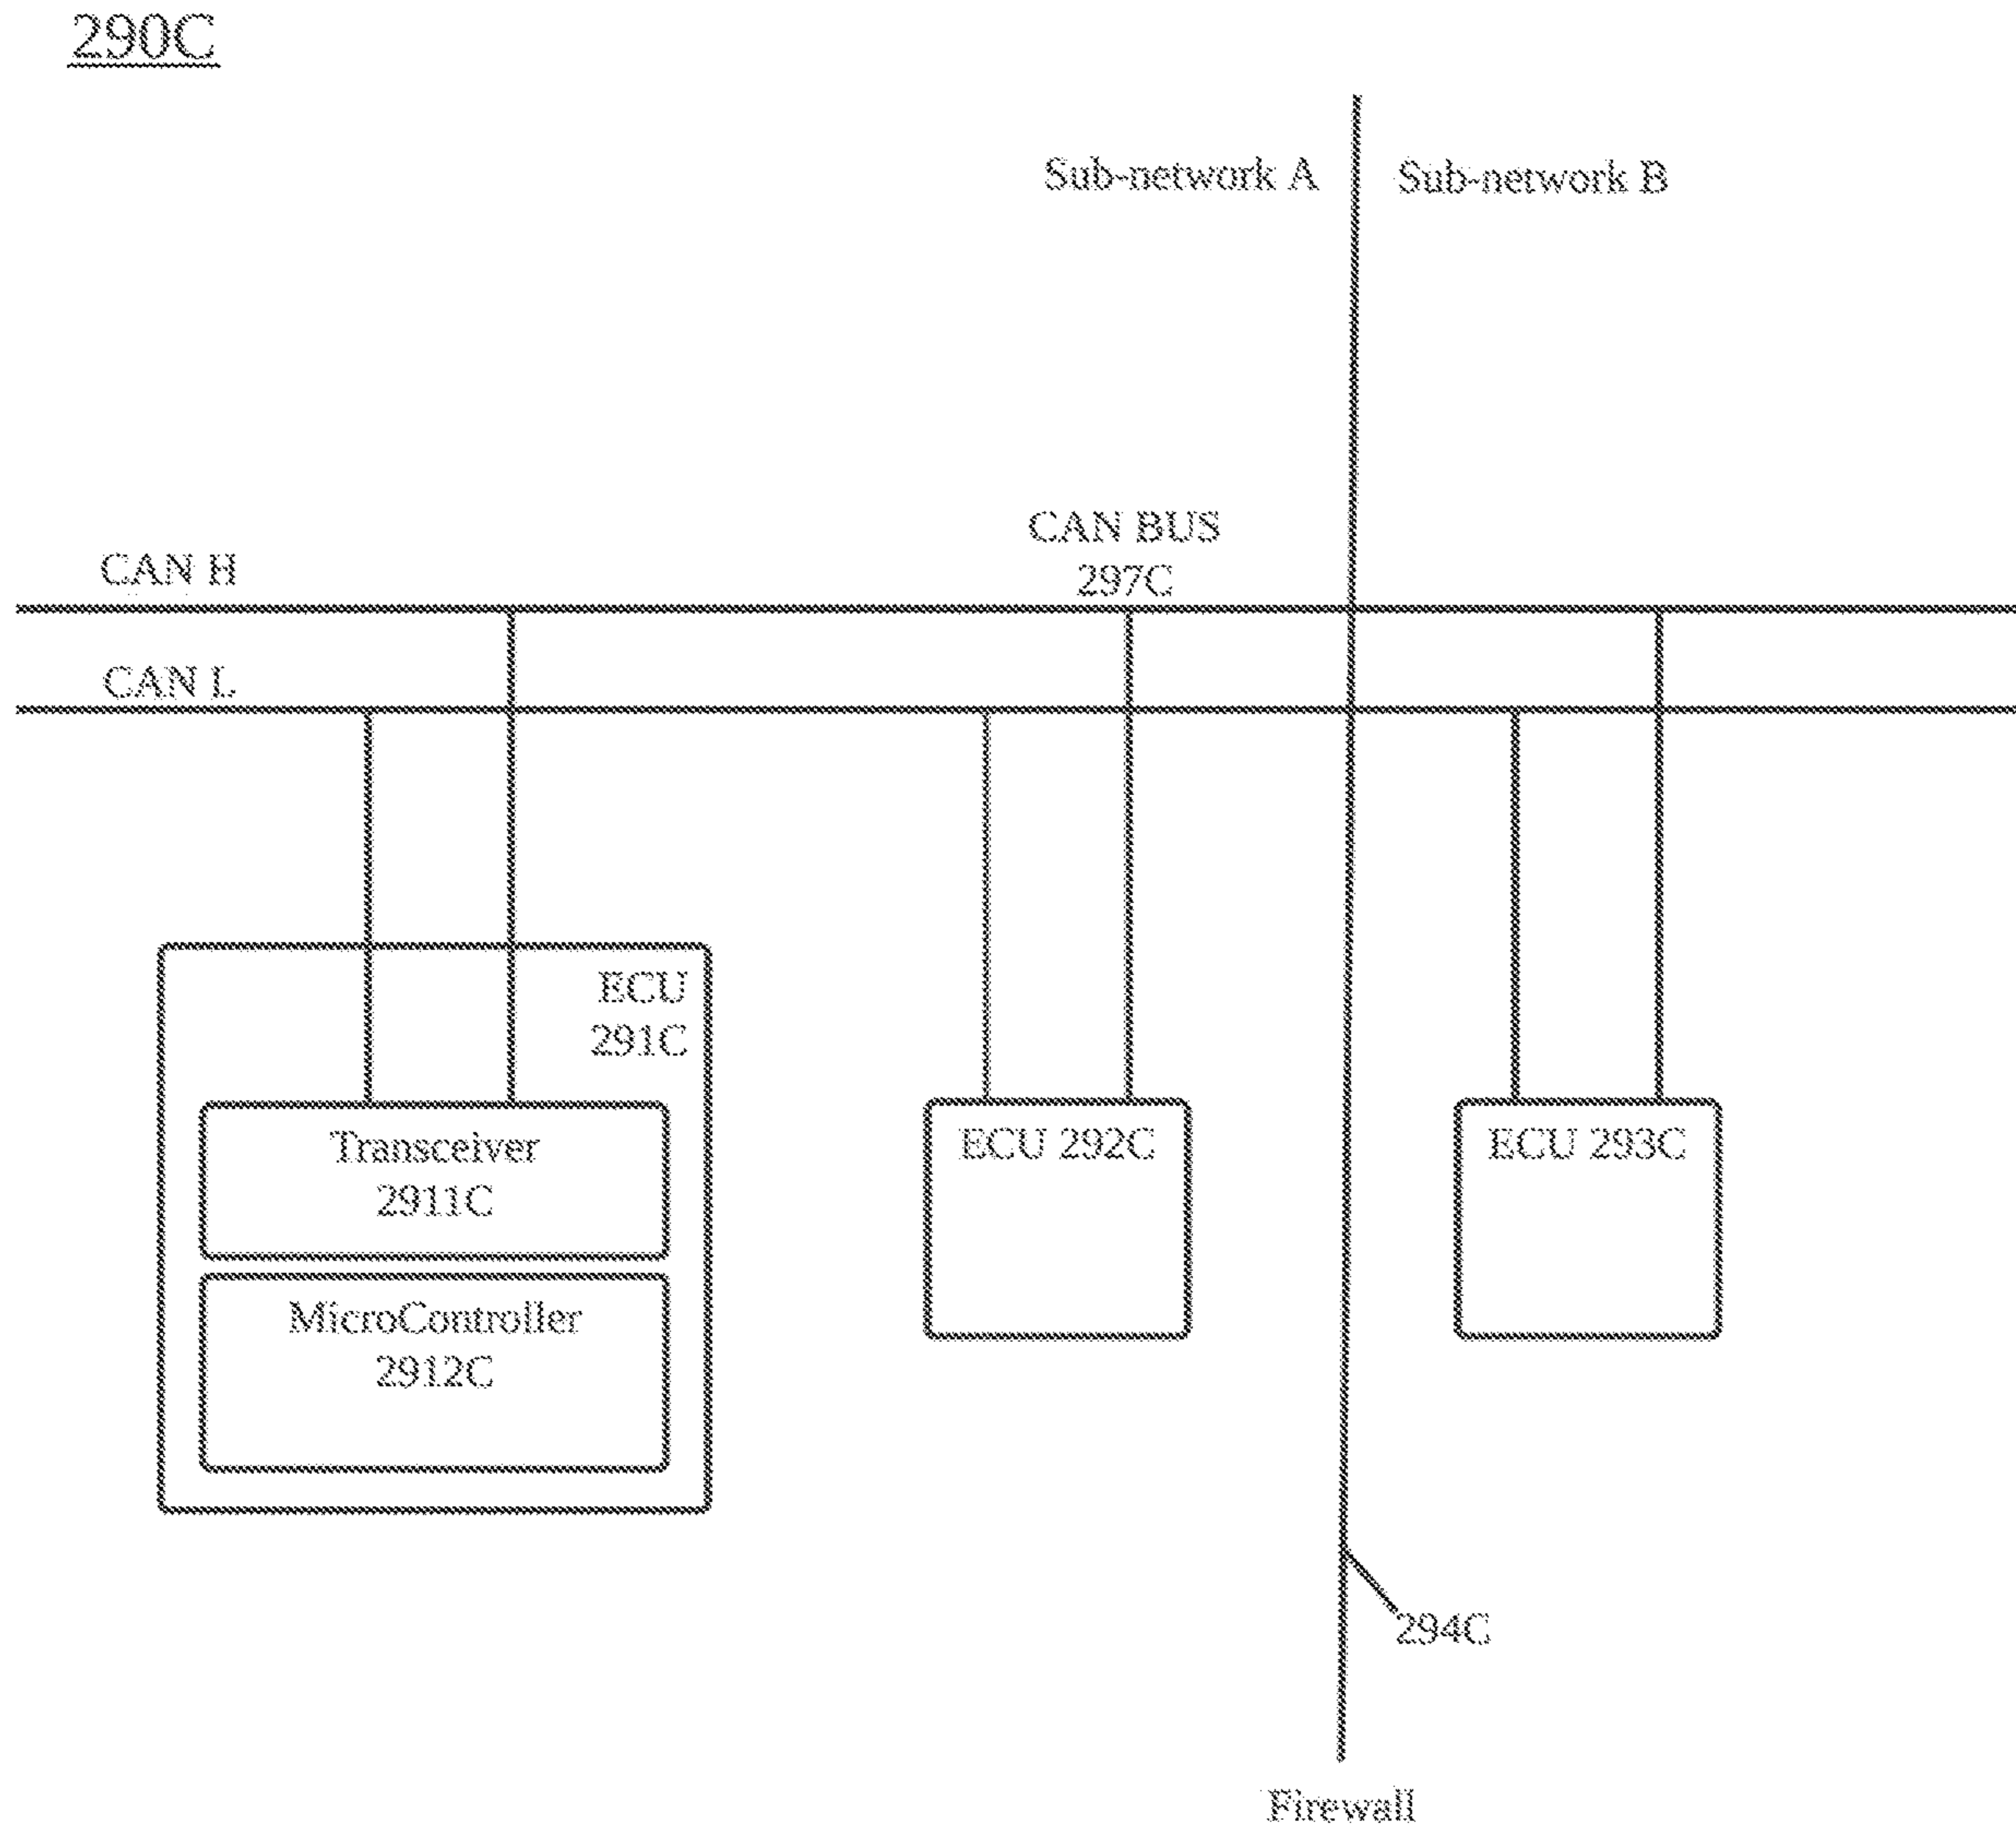 290C
Sub-network A
Sub-network B
CAN BUS
297C
CAN H
CAN L
ECU
291C
Transceiver
2911C
MicroController
2912C
ECU 292C
ECU 293C
294C
Firewall